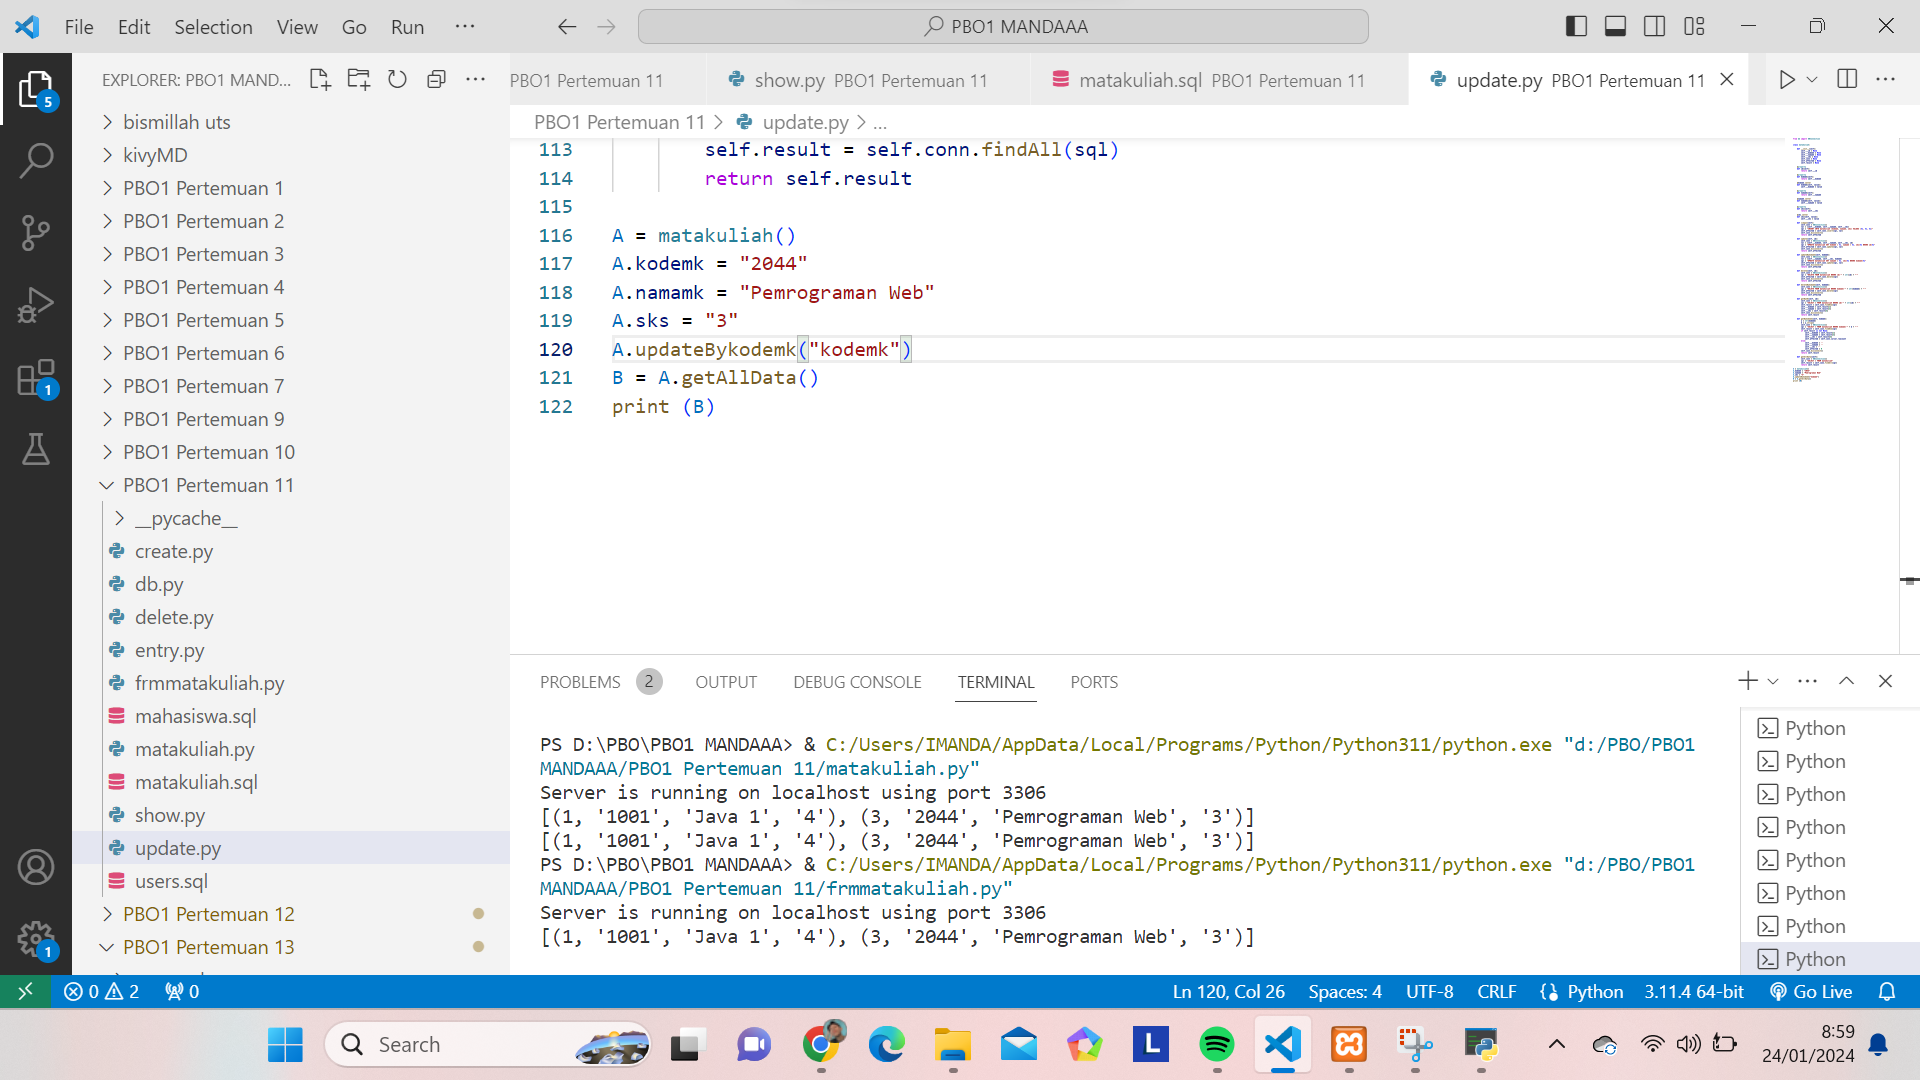 File Edit Selection View Go Run ··· PBO1 MANDAAA
EXPLORER: PBO1 MAND...
PBO1 Pertemuan 11 show.py PBO1 Pertemuan 11 matakuliah.sql PBO1 Pertemuan 11 update.py PBO1 Pertemuan 11
PBO1 Pertemuan 11 > update.py > ...
5
1
1
bismillah uts
kivyMD
PBO1 Pertemuan 1
PBO1 Pertemuan 2
PBO1 Pertemuan 3
PBO1 Pertemuan 4
PBO1 Pertemuan 5
PBO1 Pertemuan 6
PBO1 Pertemuan 7
PBO1 Pertemuan 9
PBO1 Pertemuan 10
PBO1 Pertemuan 11
__pycache__
create.py
db.py
delete.py
entry.py
frmmatakuliah.py
mahasiswa.sql
matakuliah.py
matakuliah.sql
show.py
update.py
users.sql
PBO1 Pertemuan 12
PBO1 Pertemuan 13
113 self.result = self.conn.findAll(sql)
114 return self.result
115
116 A = matakuliah()
117 A.kodemk = "2044"
118 A.namamk = "Pemrograman Web"
119 A.sks = "3"
120 A.updateBykodemk("kodemk")
121 B = A.getAllData()
122 print (B)
PROBLEMS 2 OUTPUT DEBUG CONSOLE TERMINAL PORTS
PS D:\PBO\PBO1 MANDAAA> & C:/Users/IMANDA/AppData/Local/Programs/Python/Python311/python.exe "d:/PBO/PBO1
MANDAAA/PBO1 Pertemuan 11/matakuliah.py"
Server is running on localhost using port 3306
[(1, '1001', 'Java 1', '4'), (3, '2044', 'Pemrograman Web', '3')]
[(1, '1001', 'Java 1', '4'), (3, '2044', 'Pemrograman Web', '3')]
PS D:\PBO\PBO1 MANDAAA> & C:/Users/IMANDA/AppData/Local/Programs/Python/Python311/python.exe "d:/PBO/PBO1
MANDAAA/PBO1 Pertemuan 11/frmmatakuliah.py"
Server is running on localhost using port 3306
[(1, '1001', 'Java 1', '4'), (3, '2044', 'Pemrograman Web', '3')]
Python
Python
Python
Python
Python
Python
Python
Python
0 2 0 Ln 120, Col 26 Spaces: 4 UTF-8 CRLF Python 3.11.4 64-bit Go Live
Search
L
8:59
24/01/2024